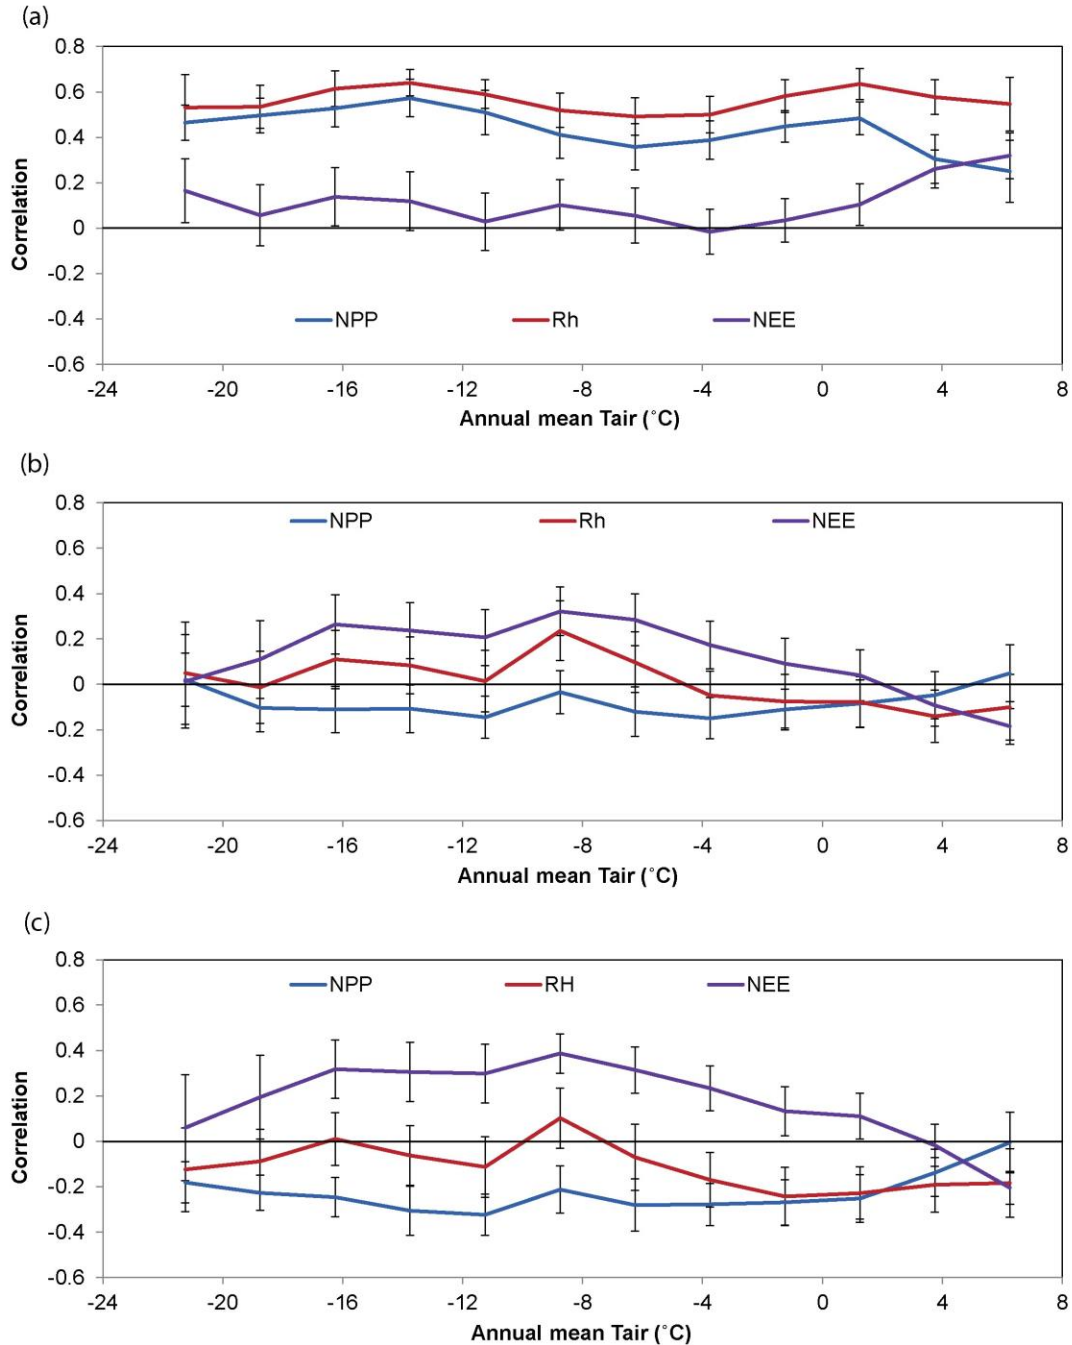 (a)
0.8
0.6
0.4
0.2
0
-0.2
-0.4
-0.6
Correlation
NPP Rh NEE
-24 -20 -16 -12 -8 -4 0 4 8
Annual mean Tair (°C)
(b)
0.8
0.6
0.4
0.2
0
-0.2
-0.4
-0.6
Correlation
NPP Rh NEE
-24 -20 -16 -12 -8 -4 0 4 8
Annual mean Tair (°C)
(c)
0.8
0.6
0.4
0.2
0
-0.2
-0.4
-0.6
Correlation
NPP RH NEE
-24 -20 -16 -12 -8 -4 0 4 8
Annual mean Tair (°C)